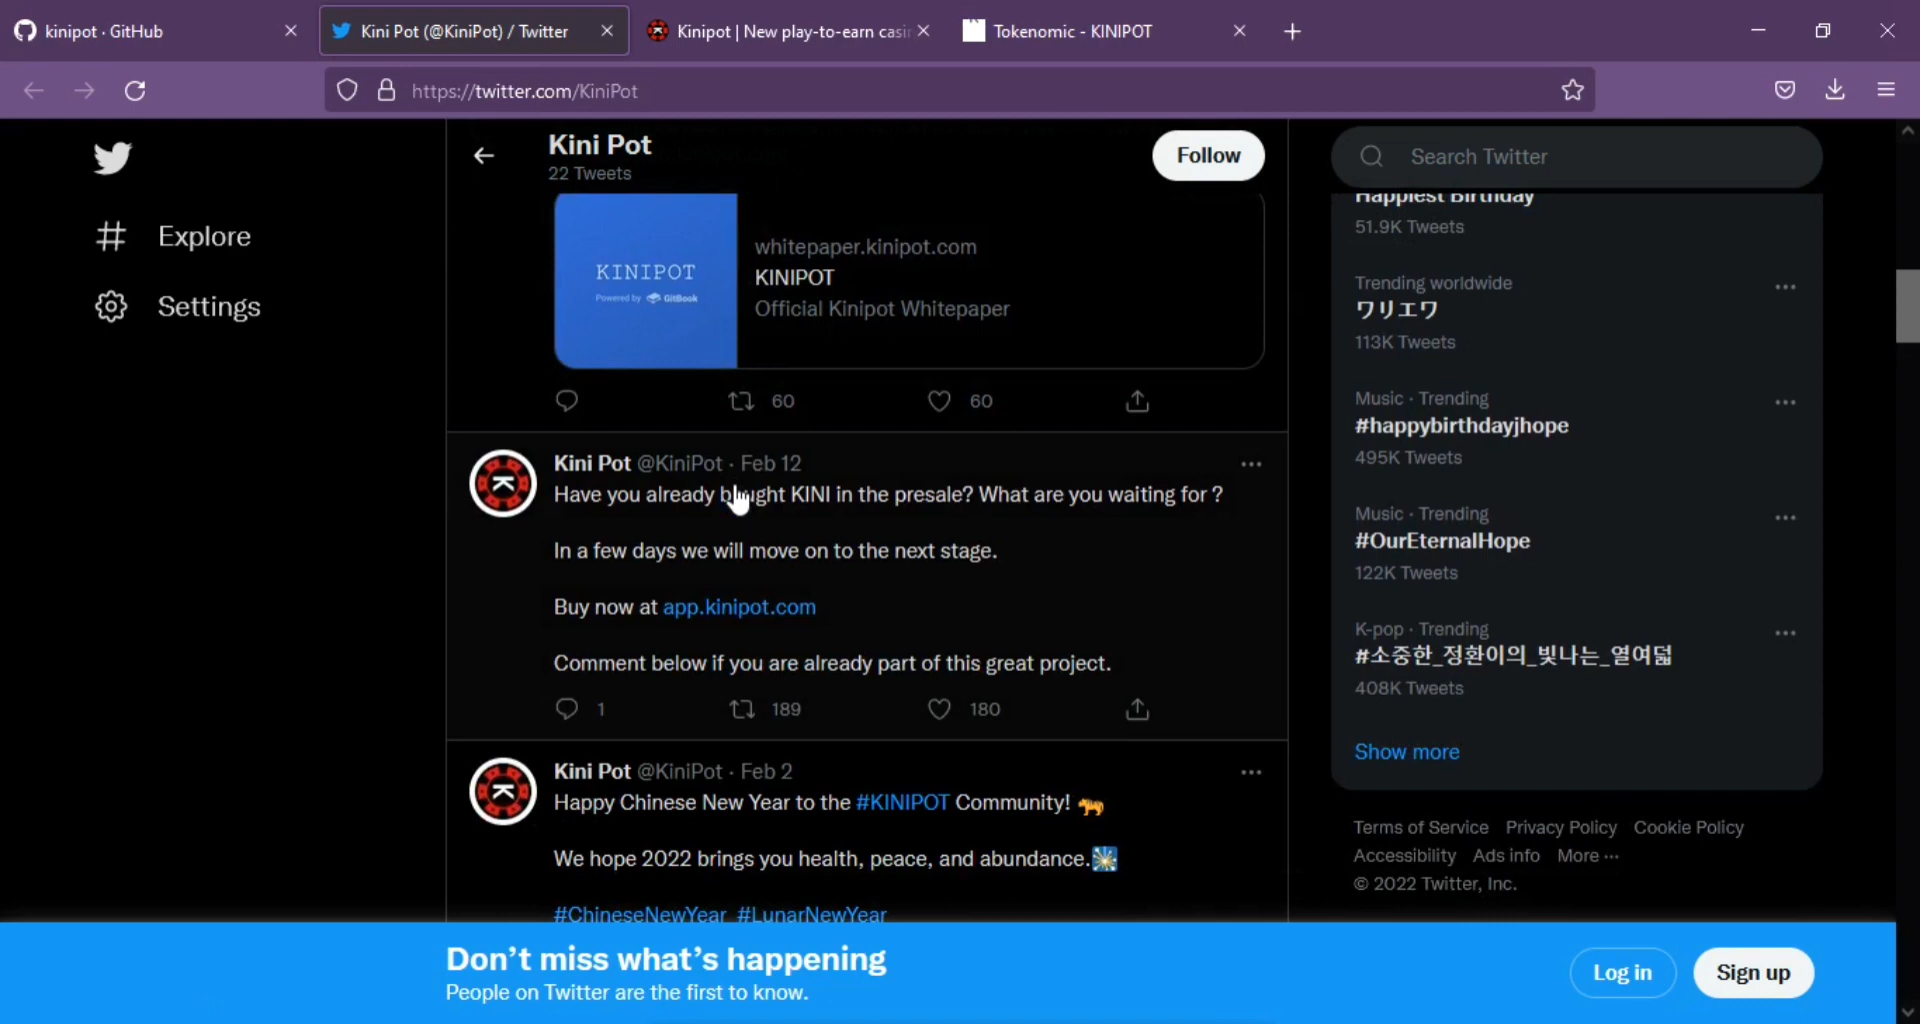 kinipot · GitHub
Kini Pot (@KiniPot) / Twitter
Kinipot | New play-to-earn casi
Tokenomic - KINIPOT
https://twitter.com/KiniPot
Explore
Settings
Kini Pot
22 Tweets
Follow
KINIPOT
Powered by GitBook
whitepaper.kinipot.com
KINIPOT
Official Kinipot Whitepaper
60
60
Kini Pot @KiniPot · Feb 12
Have you already bought KINI in the presale? What are you waiting for ?
In a few days we will move on to the next stage.
Buy now at app.kinipot.com
Comment below if you are already part of this great project.
1
189
180
Kini Pot @KiniPot · Feb 2
Happy Chinese New Year to the #KINIPOT Community! 🐅
We hope 2022 brings you health, peace, and abundance.🎆
#ChineseNewYear #LunarNewYear
Search Twitter
Happiest Birthday
51.9K Tweets
Trending worldwide
ワリエワ
113K Tweets
Music · Trending
#happybirthdayjhope
495K Tweets
Music · Trending
#OurEternalHope
122K Tweets
K-pop · Trending
#소중한_정환이의_빛나는_열여덟
408K Tweets
Show more
Terms of Service Privacy Policy Cookie Policy
Accessibility Ads info More ···
© 2022 Twitter, Inc.
Don't miss what's happening
People on Twitter are the first to know.
Log in
Sign up